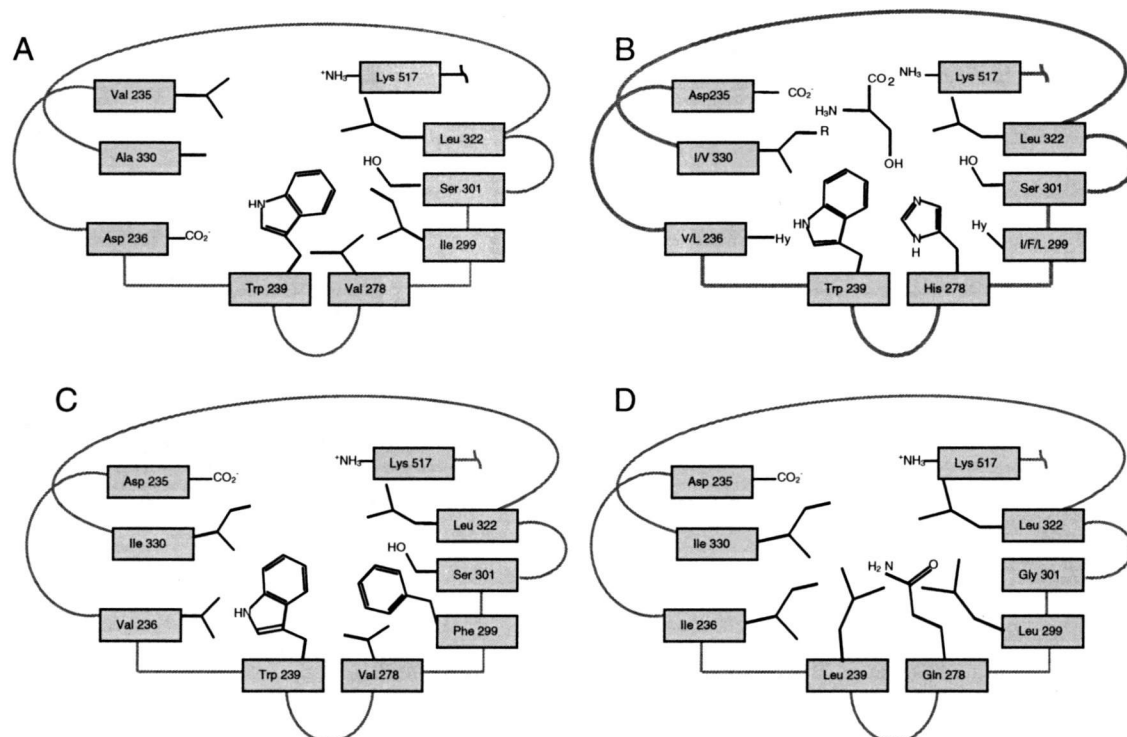 A
Val 235
Ala 330
Asp 236
CO₂⁻
HN
Trp 239
Val 278
⁺NH₃
Lys 517
Leu 322
HO
Ser 301
Ile 299
B
Asp235
CO₂⁻
I/V 330
R
V/L 236
Hy
H₃N
CO₂
OH
HN
Trp 239
N
N
H
His 278
NH₃
Lys 517
Leu 322
HO
Ser 301
Hy
I/F/L 299
C
Asp 235
CO₂⁻
Ile 330
Val 236
HN
Trp 239
Val 278
⁺NH₃
Lys 517
Leu 322
HO
Ser 301
Phe 299
D
Asp 235
CO₂⁻
Ile 330
Ile 236
Leu 239
H₂N
O
Gln 278
⁺NH₃
Lys 517
Leu 322
Gly 301
Leu 299